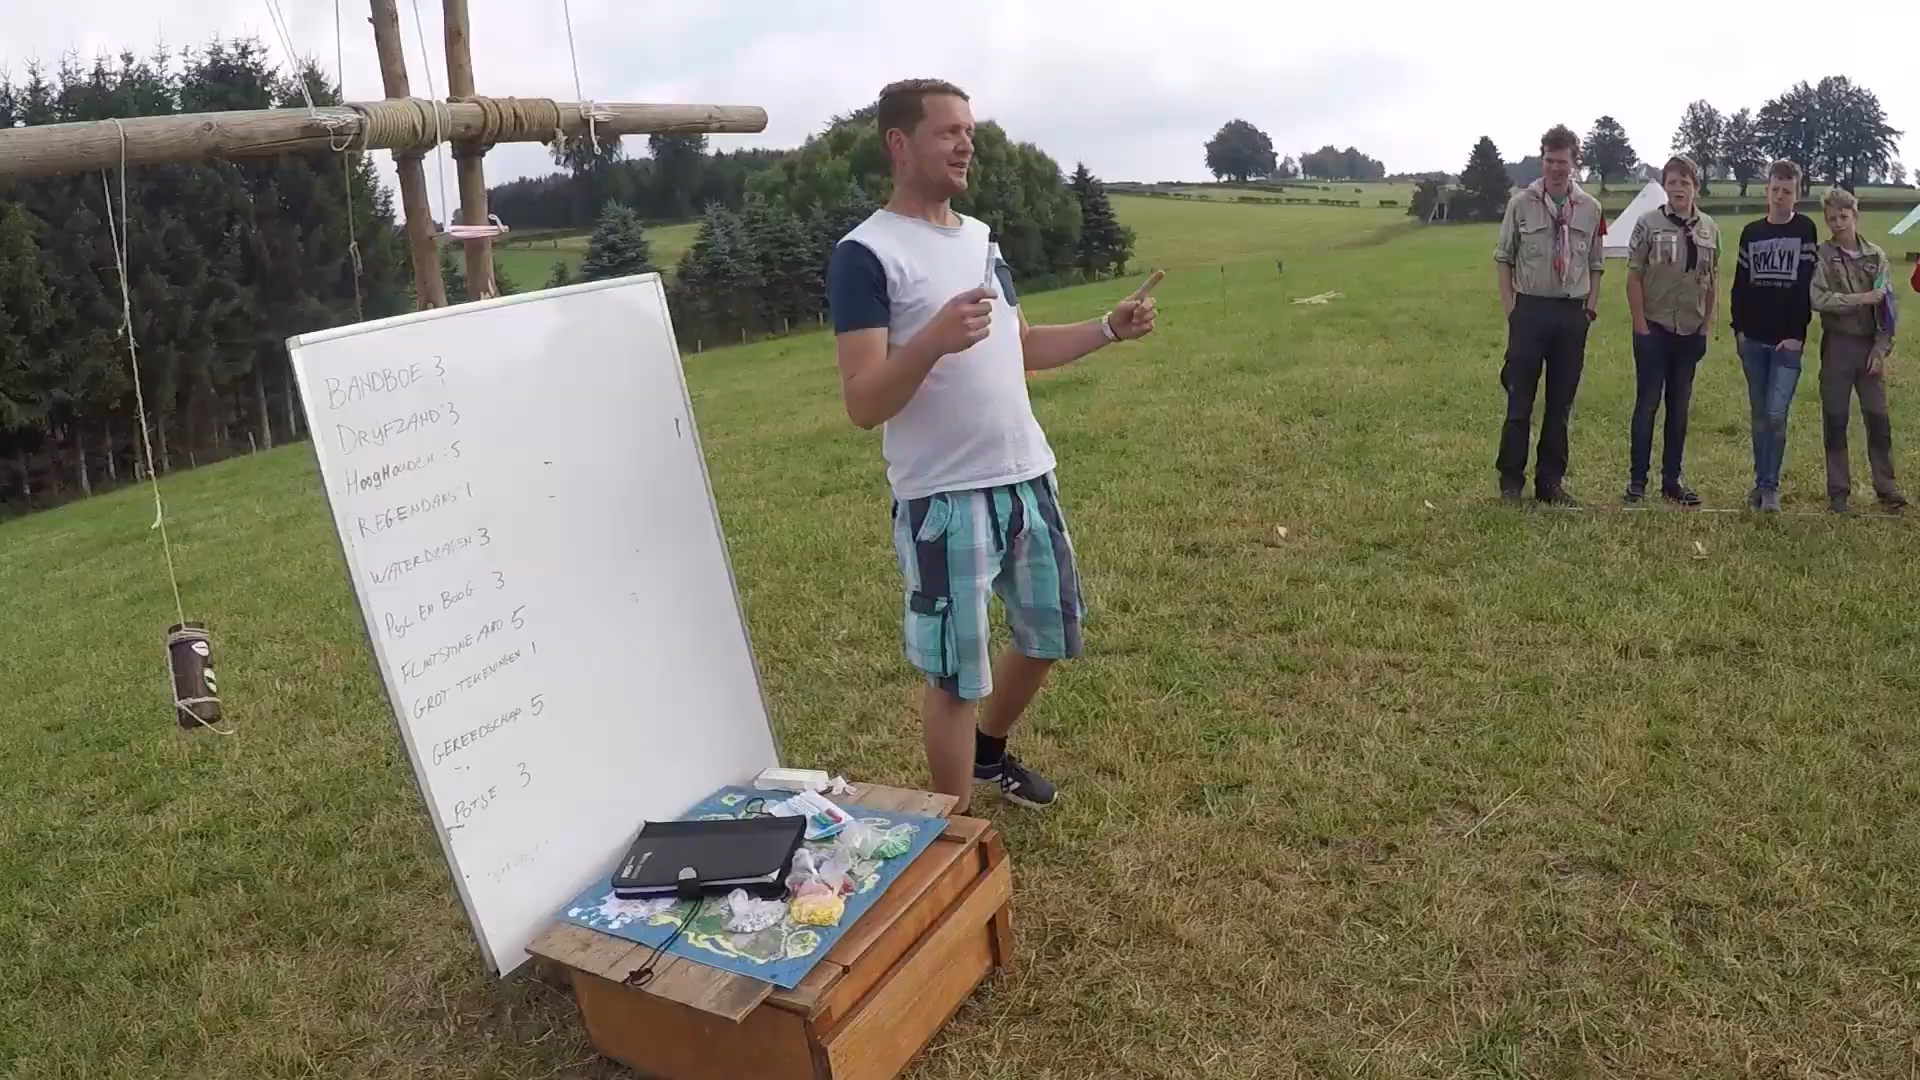 BANDBOE 3
DRYFZAND :3
HoogHouden :5
REGENDANS 1
WATERDRAGEN 3
Pyl EN BOOG 3
FLINTSTONE AUTO 5
GROT TEKENINGEN 1
GEREEDSCHAP 5
POTJE 3